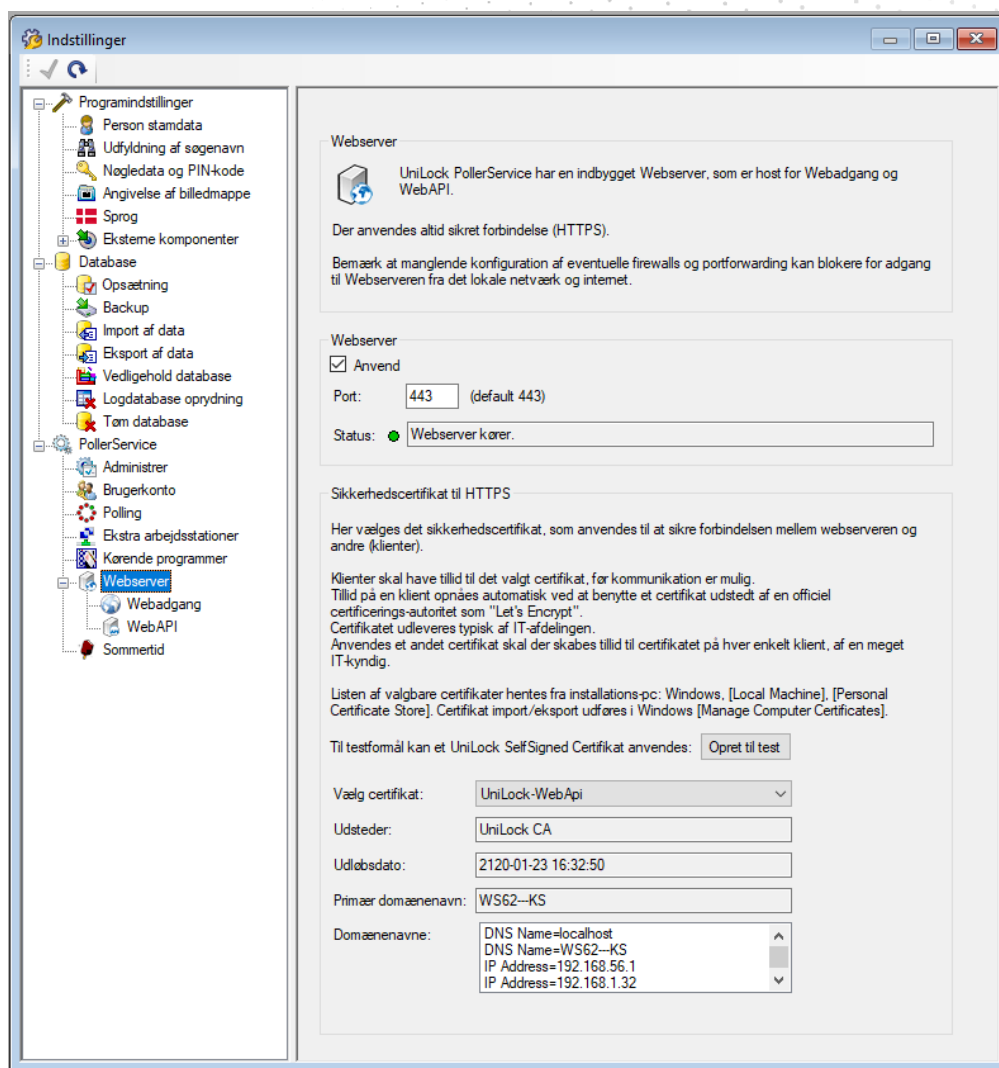 Indstillinger
Programindstillinger
Person stamdata
Udfyldning af søgenavn
Nøgledata og PIN-kode
Angivelse af billedmappe
Sprog
Eksterne komponenter
Database
Opsætning
Backup
Import af data
Eksport af data
Vedligehold database
Logdatabase oprydning
Tøm database
PollerService
Administrer
Brugerkonto
Polling
Ekstra arbejdsstationer
Kørende programmer
Webserver
Webadgang
WebAPI
Sommertid
Webserver
UniLock PollerService har en indbygget Webserver, som er host for Webadgang og
WebAPI.
Der anvendes altid sikret forbindelse (HTTPS).
Bemærk at manglende konfiguration af eventuelle firewalls og portforwarding kan blokere for adgang
til Webserveren fra det lokale netværk og internet.
Webserver
Anvend
Port: 443 (default 443)
Status: Webserver kører.
Sikkerhedscertifikat til HTTPS
Her vælges det sikkerhedscertifikat, som anvendes til at sikre forbindelsen mellem webserveren og
andre (klienter).
Klienter skal have tillid til det valgt certifikat, før kommunikation er mulig.
Tillid på en klient opnåes automatisk ved at benytte et certifikat udstedt af en officiel
certificerings-autoritet som "Let's Encrypt".
Certifikatet udleveres typisk af IT-afdelingen.
Anvendes et andet certifikat skal der skabes tillid til certifikatet på hver enkelt klient, af en meget
IT-kyndig.
Listen af valgbare certifikater hentes fra installations-pc: Windows, [Local Machine], [Personal
Certificate Store]. Certifikat import/eksport udføres i Windows [Manage Computer Certificates].
Til testformål kan et UniLock SelfSigned Certifikat anvendes: Opret til test
Vælg certifikat: UniLock-WebApi
Udsteder: UniLock CA
Udløbsdato: 2120-01-23 16:32:50
Primær domænenavn: WS62---KS
Domænenavne: DNS Name=localhost
DNS Name=WS62---KS
IP Address=192.168.56.1
IP Address=192.168.1.32